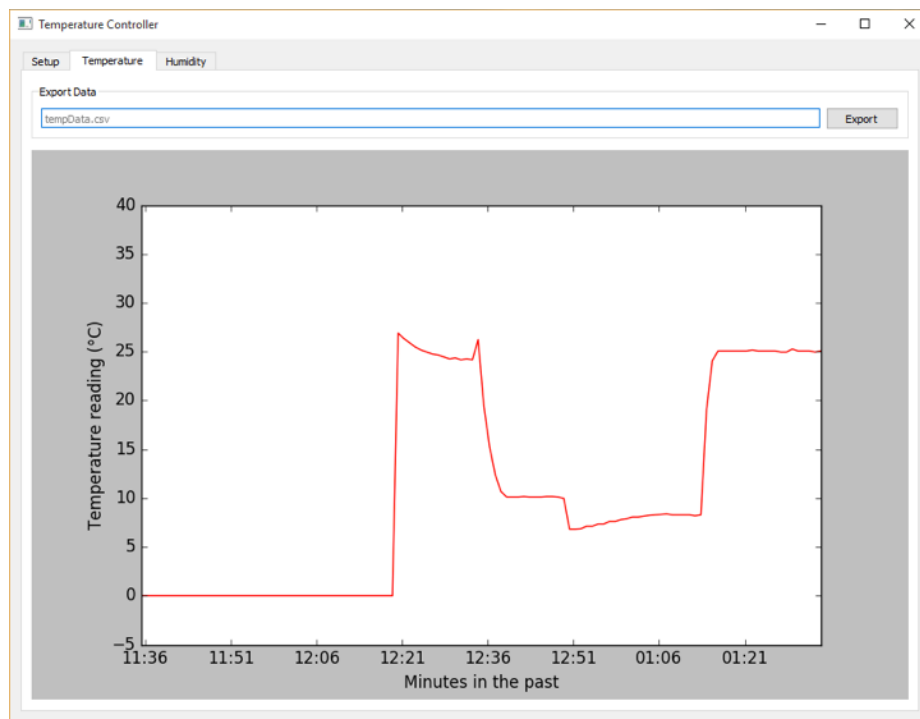 Temperature Controller
Setup Temperature Humidity
Export Data
tempData.csv Export
40
35
30
25
20
15
10
5
0
−5
Temperature reading (°C)
11:36 11:51 12:06 12:21 12:36 12:51 01:06 01:21
Minutes in the past